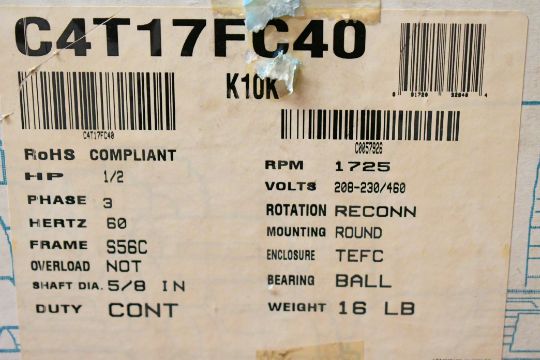 C4T17FC40
K10K
C4T17FC40
C0057926
RoHS COMPLIANT
HP 1/2
PHASE 3
HERTZ 60
FRAME S56C
OVERLOAD NOT
SHAFT DIA. 5/8 IN
DUTY CONT
RPM 1725
VOLTS 208-230/460
ROTATION RECONN
MOUNTING ROUND
ENCLOSURE TEFC
BEARING BALL
WEIGHT 16 LB